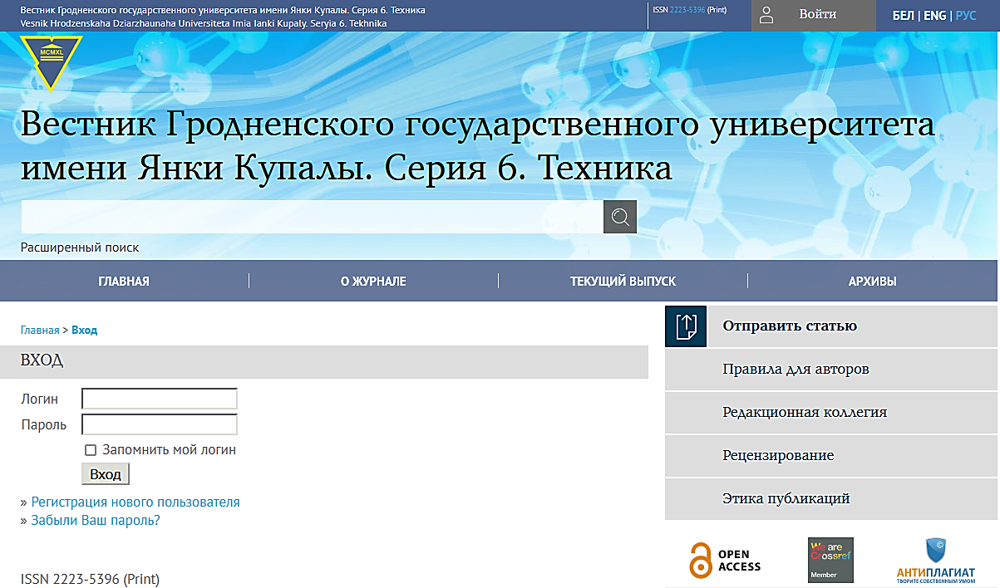 Вестник Гродненского государственного университета имени Янки Купалы. Серия 6. Техника
Vesnik Hrodzenskaha Dziarzhaunaha Universiteta Imia Ianki Kupaly. Seryia 6. Tekhnika
ISSN 2223-5396 (Print)
Войти
БЕЛ | ENG | РУС
MCMXL
Вестник Гродненского государственного университета
имени Янки Купалы. Серия 6. Техника
Расширенный поиск
ГЛАВНАЯ
О ЖУРНАЛЕ
ТЕКУЩИЙ ВЫПУСК
АРХИВЫ
Главная > Вход
ВХОД
Логин
Пароль
Запомнить мой логин
Вход
» Регистрация нового пользователя
» Забыли Ваш пароль?
ISSN 2223-5396 (Print)
Отправить статью
Правила для авторов
Редакционная коллегия
Рецензирование
Этика публикаций
OPEN
ACCESS
We are
Crossref
Member
©
АНТИПЛАГИАТ
ТВОРИТЕ СОБСТВЕННЫМ УМОМ